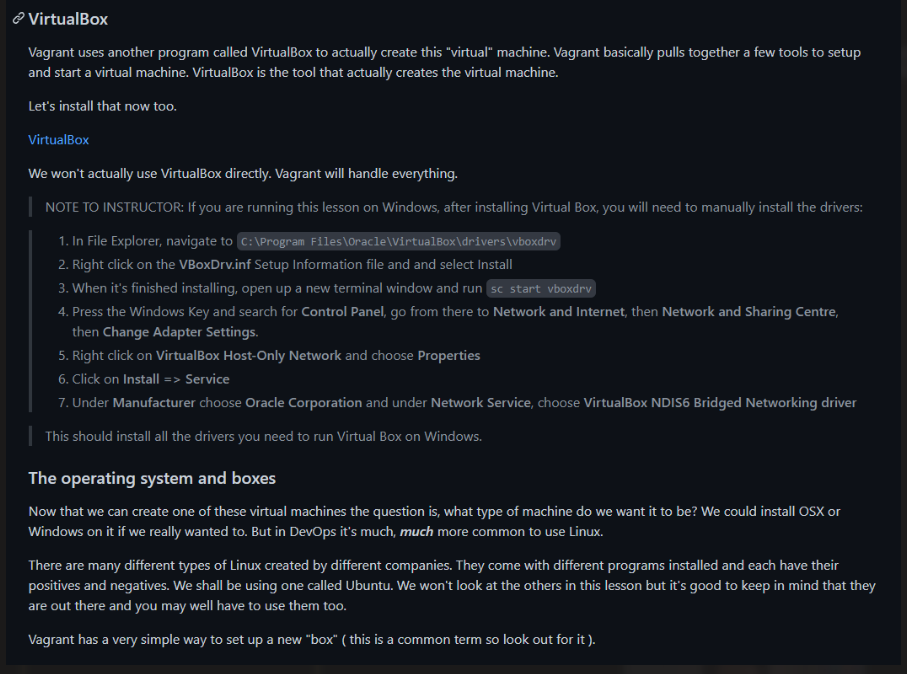 VirtualBox
Vagrant uses another program called VirtualBox to actually create this "virtual" machine. Vagrant basically pulls together a few tools to setup
and start a virtual machine. VirtualBox is the tool that actually creates the virtual machine.
Let's install that now too.
VirtualBox
We won't actually use VirtualBox directly. Vagrant will handle everything.
NOTE TO INSTRUCTOR: If you are running this lesson on Windows, after installing Virtual Box, you will need to manually install the drivers:
1. In File Explorer, navigate to C:\Program Files\Oracle\VirtualBox\drivers\vboxdrv
2. Right click on the VBoxDrv.inf Setup Information file and and select Install
3. When it's finished installing, open up a new terminal window and run sc start vboxdrv
4. Press the Windows Key and search for Control Panel, go from there to Network and Internet, then Network and Sharing Centre,
then Change Adapter Settings.
5. Right click on VirtualBox Host-Only Network and choose Properties
6. Click on Install => Service
7. Under Manufacturer choose Oracle Corporation and under Network Service, choose VirtualBox NDIS6 Bridged Networking driver
This should install all the drivers you need to run Virtual Box on Windows.
The operating system and boxes
Now that we can create one of these virtual machines the question is, what type of machine do we want it to be? We could install OSX or
Windows on it if we really wanted to. But in DevOps it's much, much more common to use Linux.
There are many different types of Linux created by different companies. They come with different programs installed and each have their
positives and negatives. We shall be using one called Ubuntu. We won't look at the others in this lesson but it's good to keep in mind that they
are out there and you may well have to use them too.
Vagrant has a very simple way to set up a new "box" ( this is a common term so look out for it ).